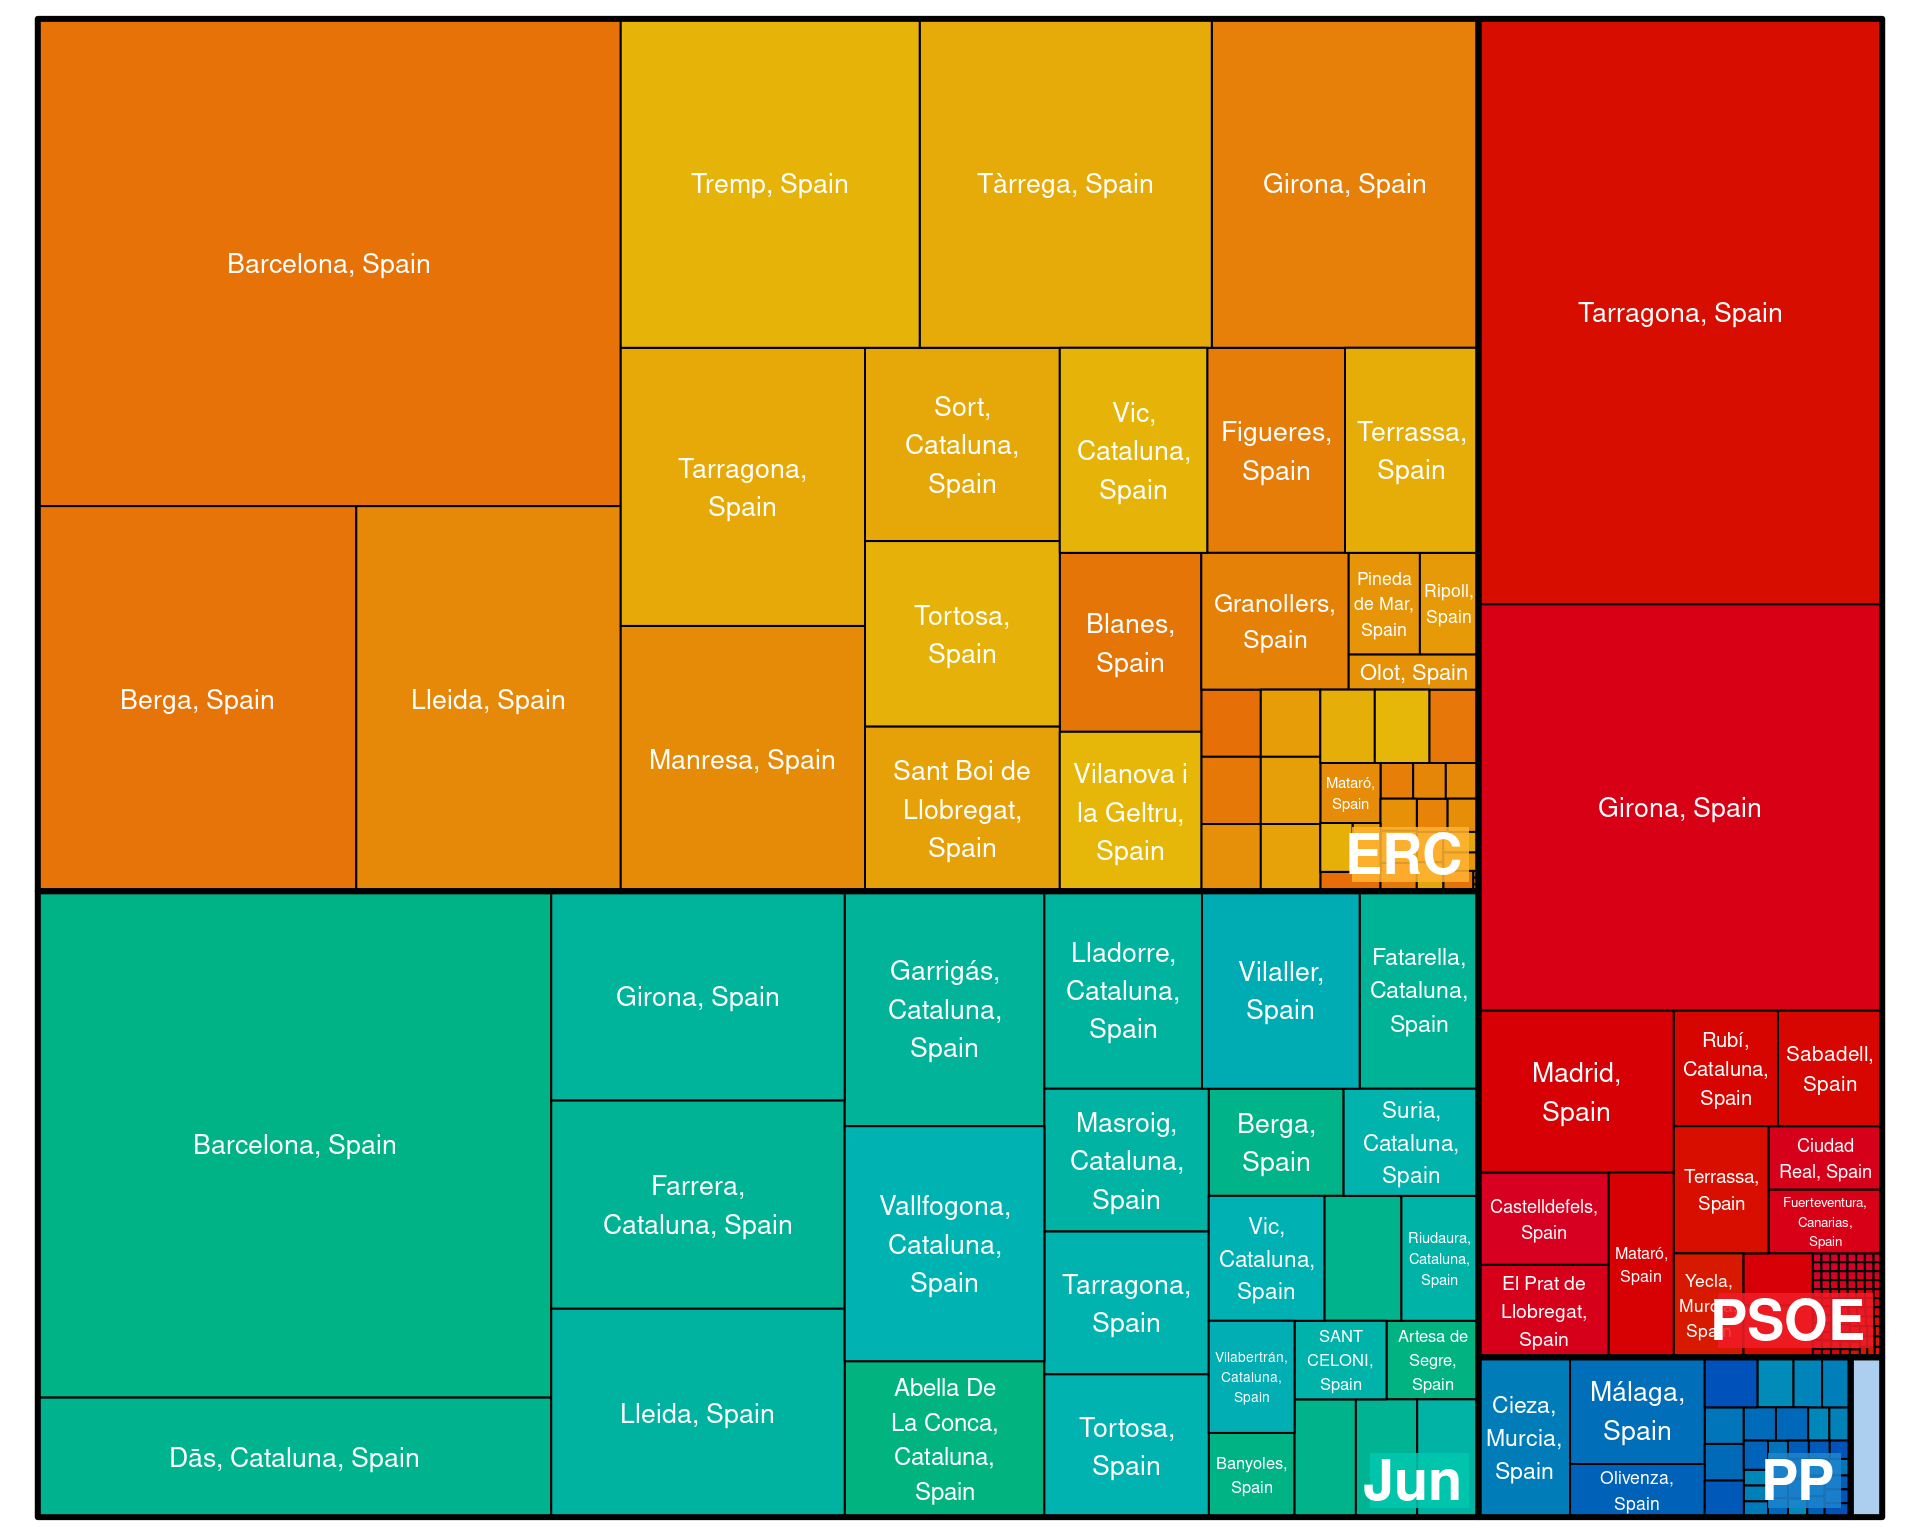 Barcelona, Spain
Tremp, Spain
Tàrrega, Spain
Girona, Spain
Berga, Spain
Lleida, Spain
Tarragona,
Spain
Manresa, Spain
Sort,
Cataluna,
Spain
Tortosa,
Spain
Sant Boi de
Llobregat,
Spain
Vic,
Cataluna,
Spain
Figueres,
Spain
Terrassa,
Spain
Blanes,
Spain
Granollers,
Spain
Pineda
de Mar,
Spain
Ripoll,
Spain
Olot, Spain
Vilanova i
la Geltru,
Spain
Mataró,
Spain
ERC
Barcelona, Spain
Dās, Cataluna, Spain
Girona, Spain
Farrera,
Cataluna, Spain
Lleida, Spain
Garrigás,
Cataluna,
Spain
Vallfogona,
Cataluna,
Spain
Abella De
La Conca,
Cataluna,
Spain
Lladorre,
Cataluna,
Spain
Vilaller,
Spain
Fatarella,
Cataluna,
Spain
Masroig,
Cataluna,
Spain
Tarragona,
Spain
Tortosa,
Spain
Berga,
Spain
Suria,
Cataluna,
Spain
Vic,
Cataluna,
Spain
Riudaura,
Cataluna,
Spain
Vilabertrán,
Cataluna,
Spain
SANT
CELONI,
Spain
Artesa de
Segre,
Spain
Banyoles,
Spain
Jun
Tarragona, Spain
Girona, Spain
Madrid,
Spain
Rubí,
Cataluna,
Spain
Sabadell,
Spain
Castelldefels,
Spain
El Prat de
Llobregat,
Spain
Mataró,
Spain
Terrassa,
Spain
Ciudad
Real, Spain
Fuerteventura,
Canarias,
Spain
Yecla,
Murcia,
Spain
PSOE
Cieza,
Murcia,
Spain
Málaga,
Spain
Olivenza,
Spain
PP